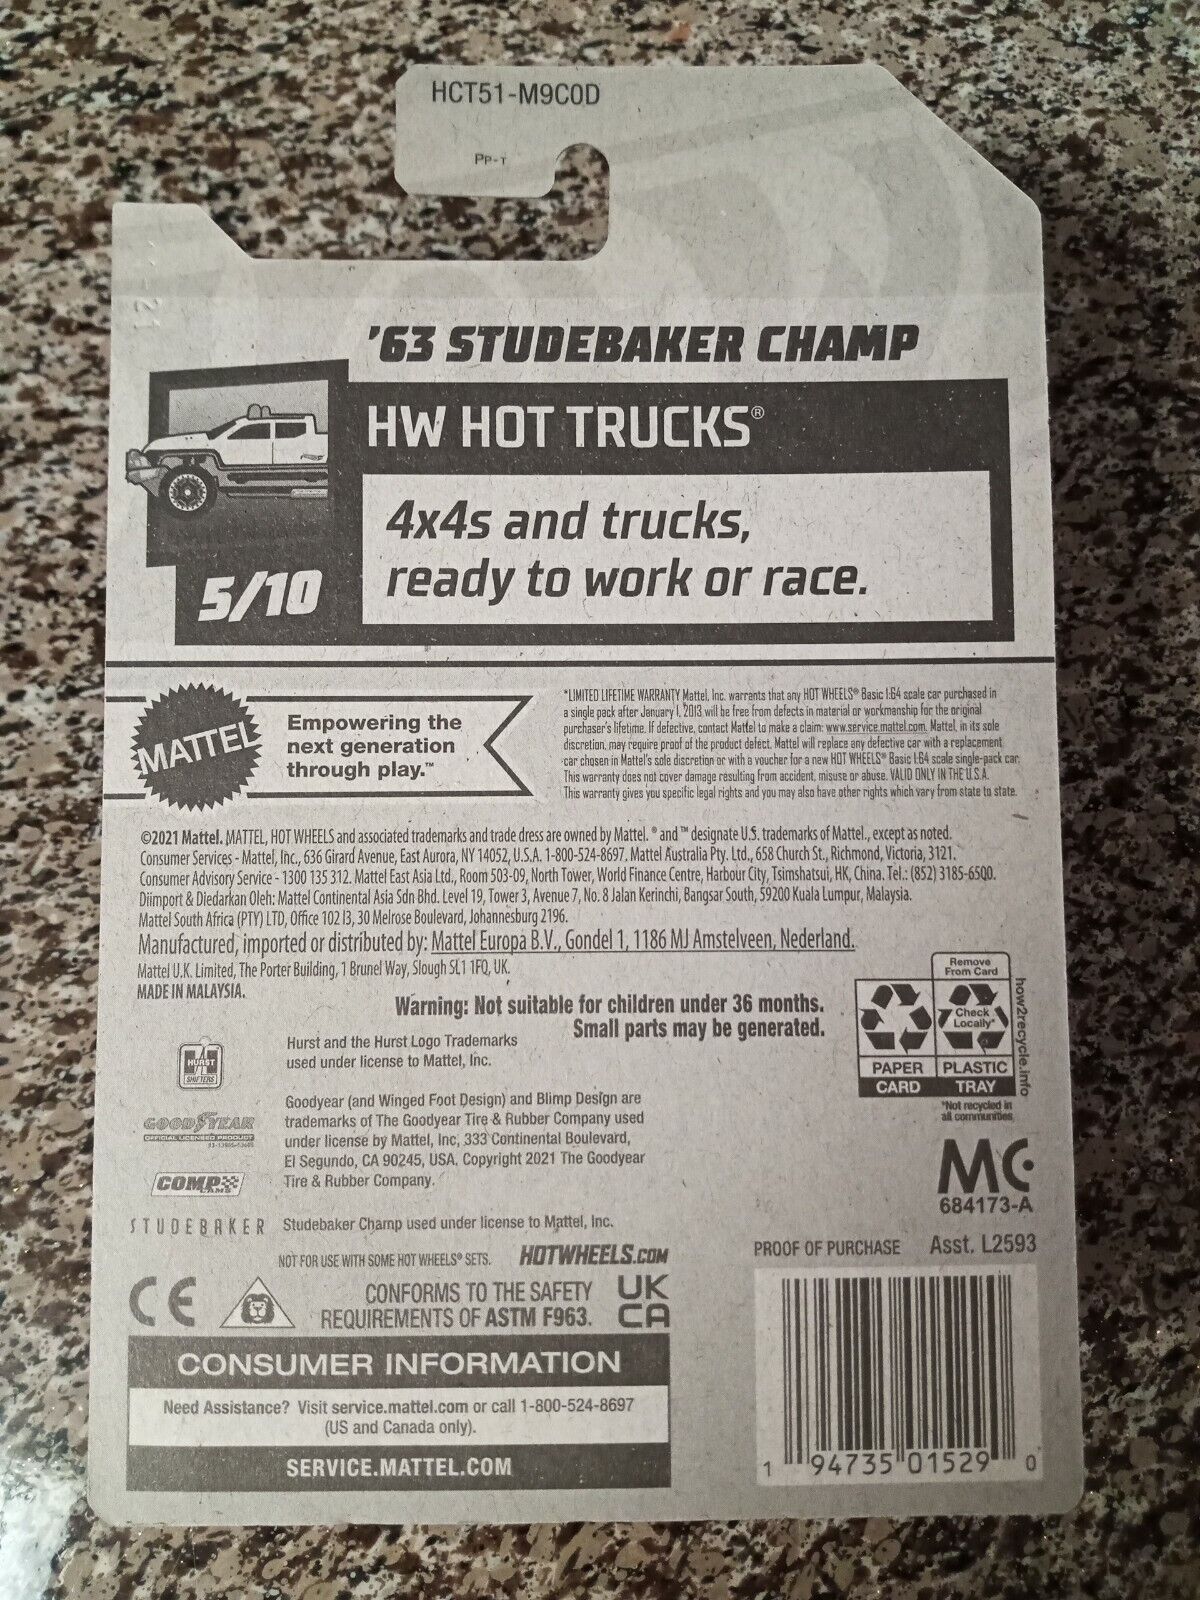 HCT51-M9C0D
PP-T
'63 STUDEBAKER CHAMP
HW HOT TRUCKS®
4x4s and trucks,
ready to work or race.
5/10
MATTEL
Empowering the
next generation
through play.™
*LIMITED LIFETIME WARRANTY Mattel, Inc. warrants that any HOT WHEELS® Basic 1:64 scale car purchased in
a single pack after January 1, 2013 will be free from defects in material or workmanship for the original
purchaser's lifetime. If defective, contact Mattel to make a claim: www.service.mattel.com. Mattel, in its sole
discretion, may require proof of the product defect. Mattel will replace any defective car with a replacement
car chosen in Mattel's sole discretion or with a voucher for a new HOT WHEELS® Basic 1:64 scale single-pack car.
This warranty does not cover damage resulting from accident, misuse or abuse. VALID ONLY IN THE U.S.A.
This warranty gives you specific legal rights and you may also have other rights which vary from state to state.
©2021 Mattel. MATTEL, HOT WHEELS and associated trademarks and trade dress are owned by Mattel. ® and ™ designate U.S. trademarks of Mattel., except as noted.
Consumer Services - Mattel, Inc., 636 Girard Avenue, East Aurora, NY 14052, U.S.A. 1-800-524-8697. Mattel Australia Pty. Ltd., 658 Church St., Richmond, Victoria, 3121.
Consumer Advisory Service - 1300 135 312. Mattel East Asia Ltd., Room 503-09, North Tower, World Finance Centre, Harbour City, Tsimshatsui, HK, China. Tel.: (852) 3185-6500.
Diimport & Diedarkan Oleh: Mattel Continental Asia Sdn Bhd. Level 19, Tower 3, Avenue 7, No. 8 Jalan Kerinchi, Bangsar South, 59200 Kuala Lumpur, Malaysia.
Mattel South Africa (PTY) LTD, Office 102 I3, 30 Melrose Boulevard, Johannesburg 2196.
Manufactured, imported or distributed by: Mattel Europa B.V., Gondel 1, 1186 MJ Amstelveen, Nederland.
Mattel U.K. Limited, The Porter Building, 1 Brunel Way, Slough SL1 1FQ, UK.
MADE IN MALAYSIA.
Warning: Not suitable for children under 36 months.
Small parts may be generated.
Remove
From Card
Check
Locally*
PAPER
CARD
PLASTIC
TRAY
how2recycle.info
*Not recycled in
all communities
HURST
SHIFTERS
Hurst and the Hurst Logo Trademarks
used under license to Mattel, Inc.
GOODYEAR
OFFICIAL LICENSED PRODUCT
Goodyear (and Winged Foot Design) and Blimp Design are
trademarks of The Goodyear Tire & Rubber Company used
under license by Mattel, Inc, 333 Continental Boulevard,
El Segundo, CA 90245, USA. Copyright 2021 The Goodyear
Tire & Rubber Company.
COMP
CAMS
MC
684173-A
STUDEBAKER
Studebaker Champ used under license to Mattel, Inc.
NOT FOR USE WITH SOME HOT WHEELS® SETS.
HOTWHEELS.COM
PROOF OF PURCHASE
Asst. L2593
CE
CONFORMS TO THE SAFETY
REQUIREMENTS OF ASTM F963.
UK
CA
CONSUMER INFORMATION
Need Assistance? Visit service.mattel.com or call 1-800-524-8697
(US and Canada only).
SERVICE.MATTEL.COM
1 94735 01529 0